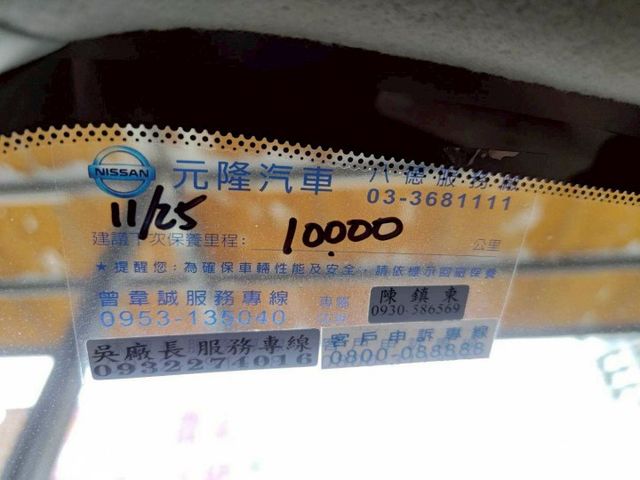 NISSAN 元隆汽車 八德服務廠
03-3681111
11/25
建議下次保養里程: 10000 公里
★提醒您:為確保車輛性能及安全,請依標示回廠保養
曾韋誠服務專線 專屬 陳鎮東
0953-135040 0930-586569
吳廠長服務專線 客戶申訴專線
0932274016 0800-088888